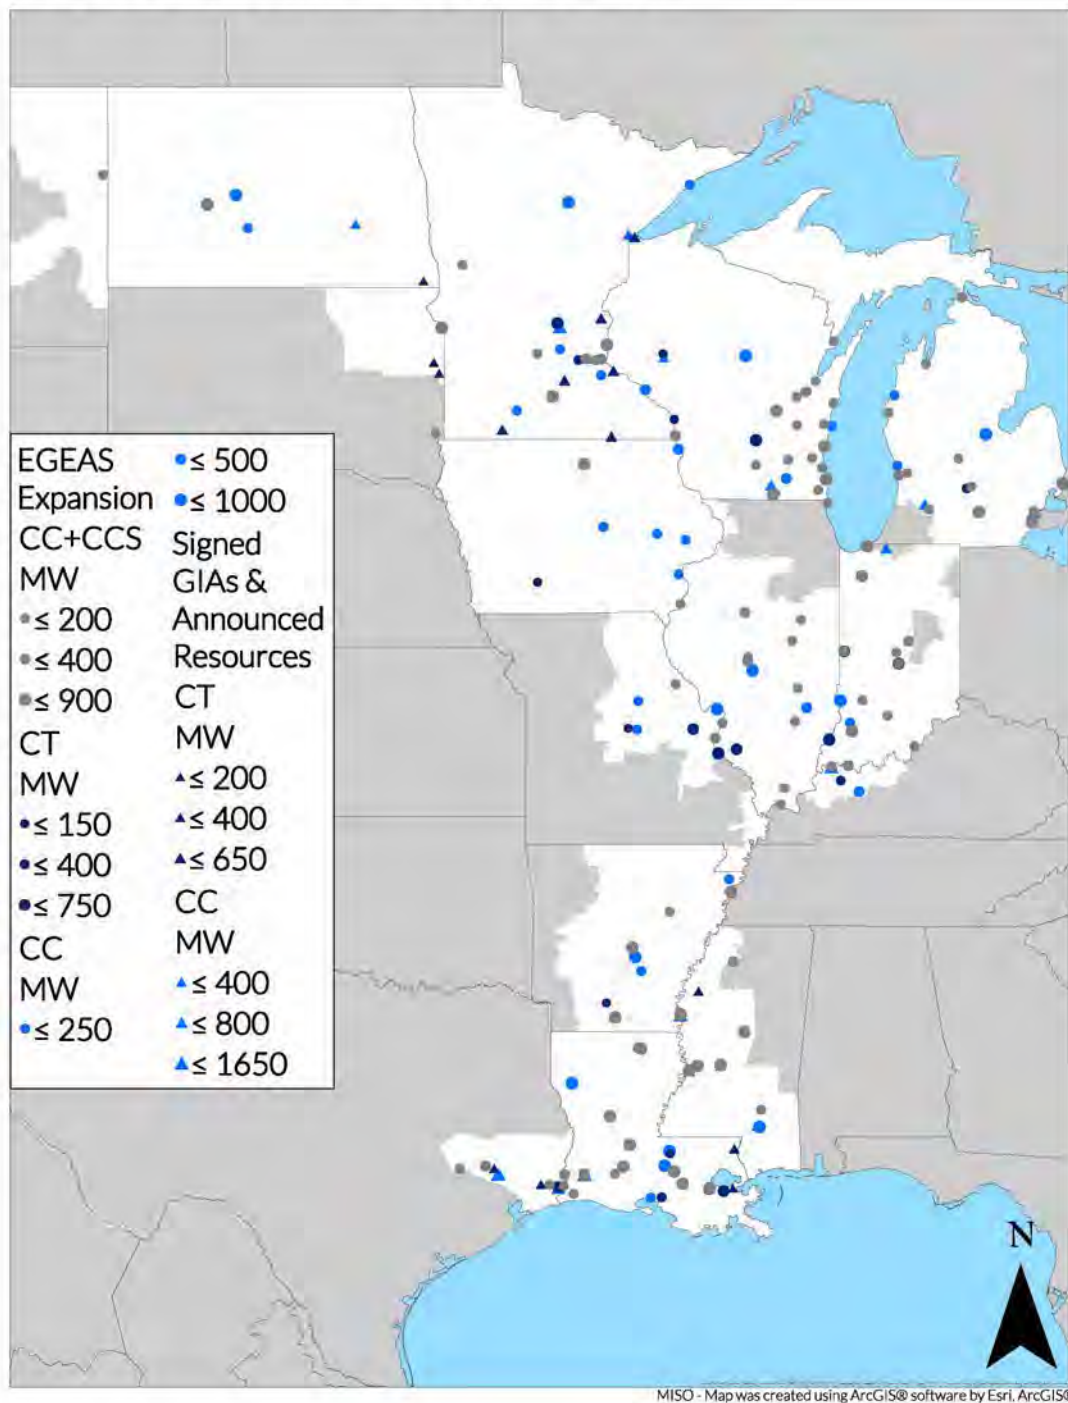 EGEAS
Expansion
CC+CCS
MW
≤ 200
≤ 400
≤ 900
CT
MW
≤ 150
≤ 400
≤ 750
CC
MW
≤ 250
≤ 500
≤ 1000
Signed
GIAs &
Announced
Resources
CT
MW
≤ 200
≤ 400
≤ 650
CC
MW
≤ 400
≤ 800
≤ 1650
N
MISO - Map was created using ArcGIS® software by Esri. ArcGIS®